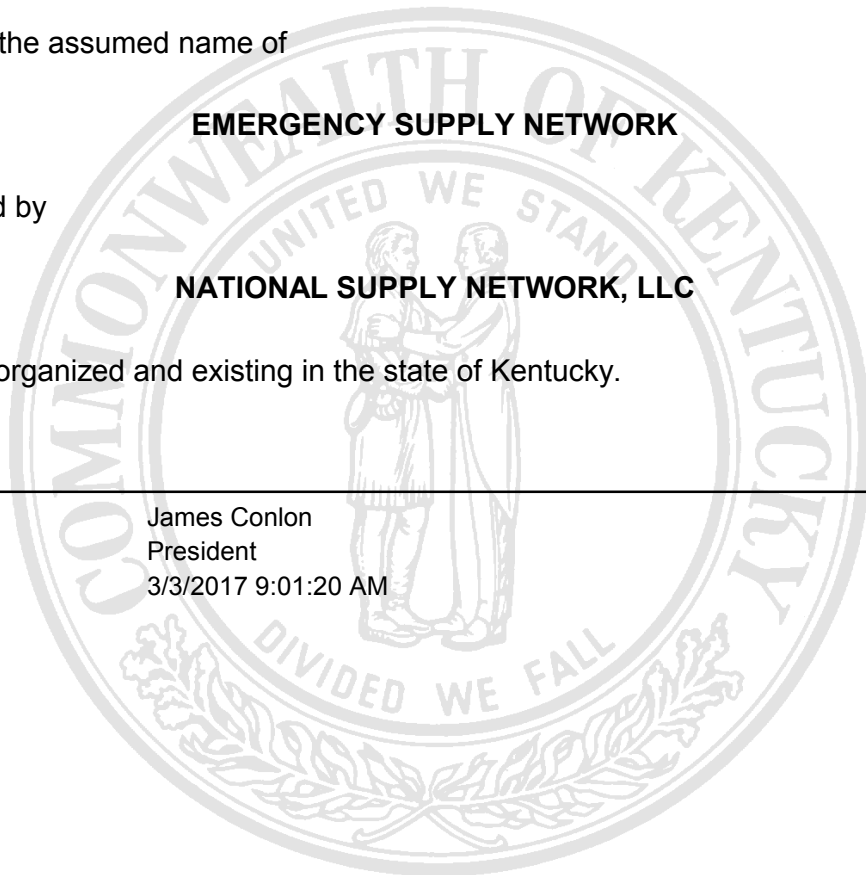 the assumed name of
EMERGENCY SUPPLY NETWORK
d by
NATIONAL SUPPLY NETWORK, LLC
organized and existing in the state of Kentucky.
James Conlon
President
3/3/2017 9:01:20 AM
COMMONWEALTH OF KENTUCKY
UNITED WE STAND
DIVIDED WE FALL